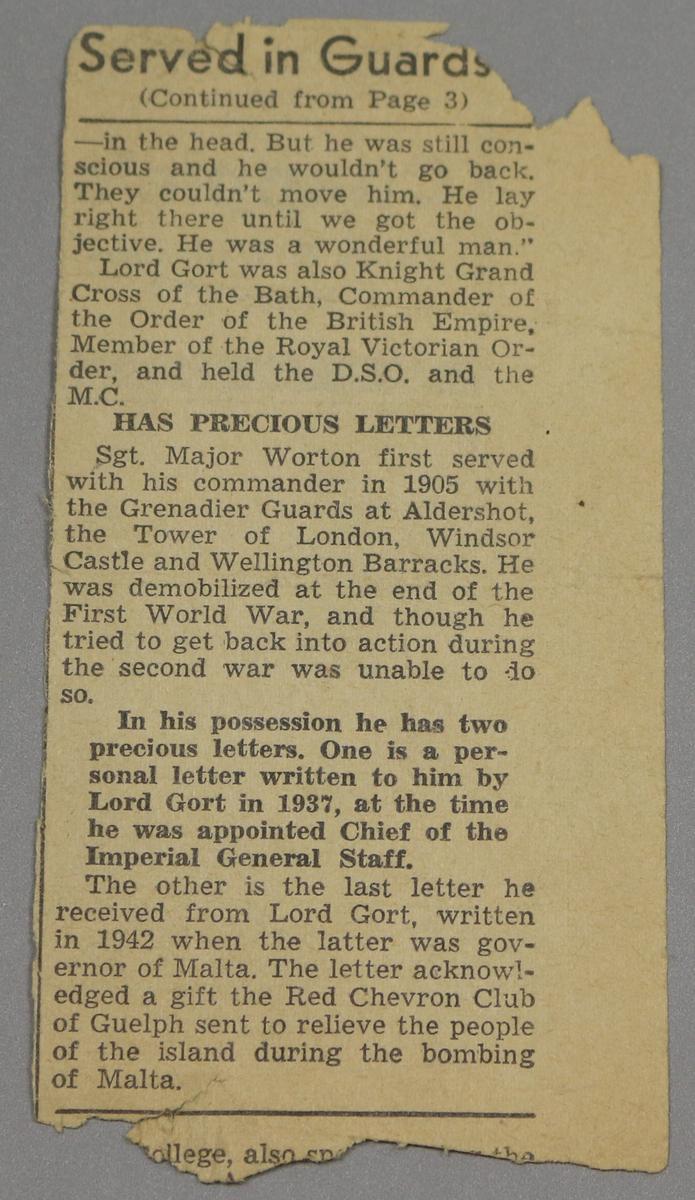 Served in Guards
(Continued from Page 3)
—in the head. But he was still con-
scious and he wouldn't go back.
They couldn't move him. He lay
right there until we got the ob-
jective. He was a wonderful man."
Lord Gort was also Knight Grand
Cross of the Bath, Commander of
the Order of the British Empire,
Member of the Royal Victorian Or-
der, and held the D.S.O. and the
M.C.
HAS PRECIOUS LETTERS
Sgt. Major Worton first served
with his commander in 1905 with
the Grenadier Guards at Aldershot,
the Tower of London, Windsor
Castle and Wellington Barracks. He
was demobilized at the end of the
First World War, and though he
tried to get back into action during
the second war was unable to do
so.
In his possession he has two
precious letters. One is a per-
sonal letter written to him by
Lord Gort in 1937, at the time
he was appointed Chief of the
Imperial General Staff.
The other is the last letter he
received from Lord Gort, written
in 1942 when the latter was gov-
ernor of Malta. The letter acknowl-
edged a gift the Red Chevron Club
of Guelph sent to relieve the people
of the island during the bombing
of Malta.
ollege, also the